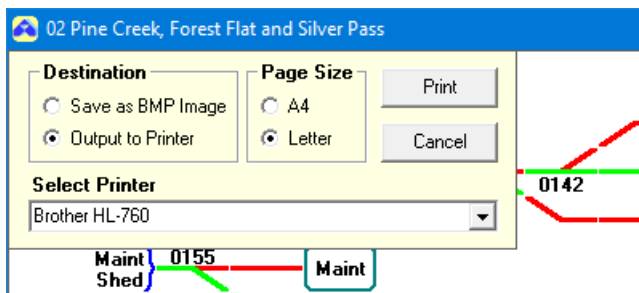 02 Pine Creek, Forest Flat and Silver Pass
Destination
Page Size
Save as BMP Image
A4
Print
Output to Printer
Letter
Cancel
Select Printer
Brother HL-760
0142
Maint
Shed
0155
Maint